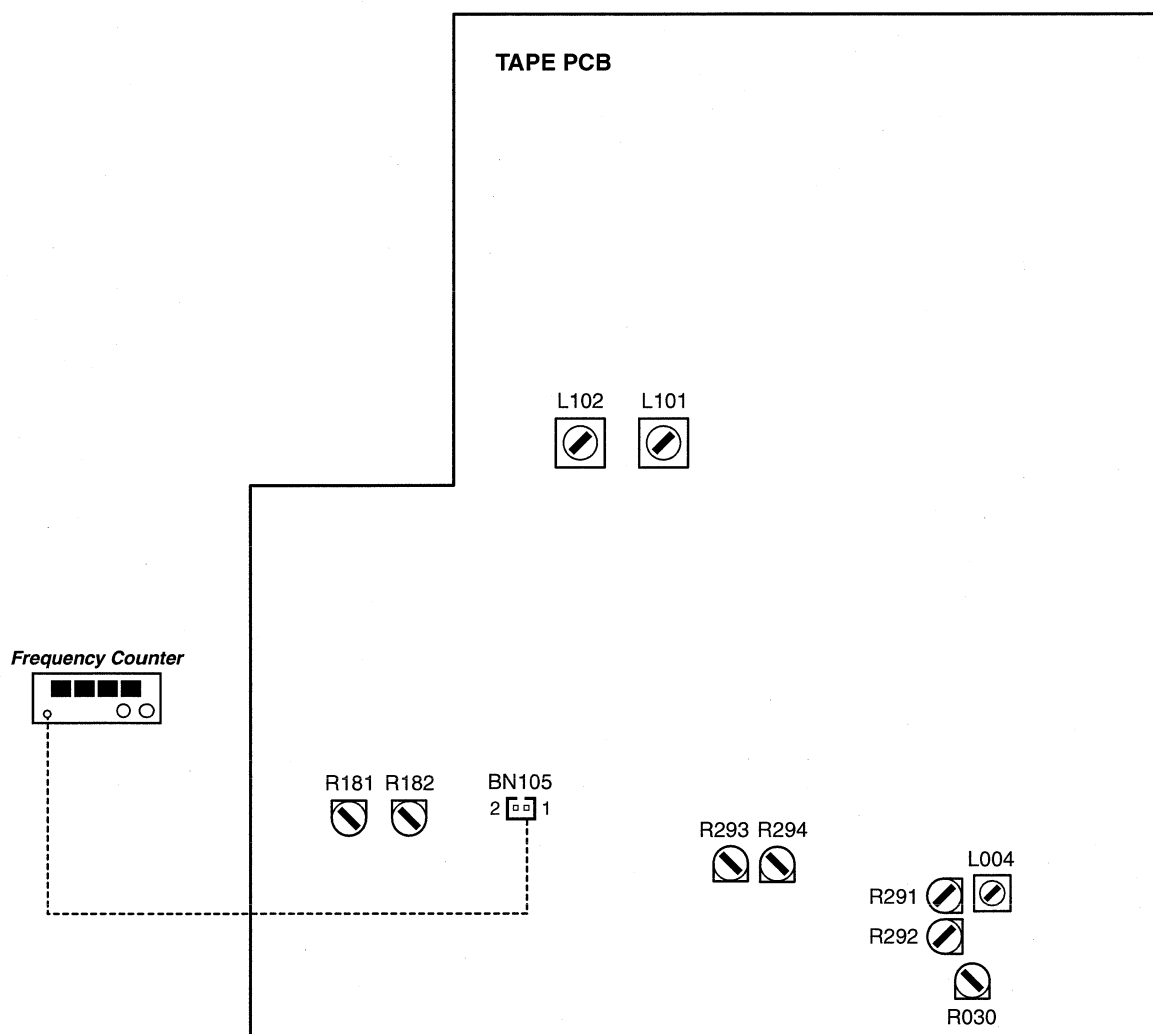 TAPE PCB
L102 L101
Frequency Counter
R181 R182 BN105
2 1
R293 R294
L004
R291
R292
R030